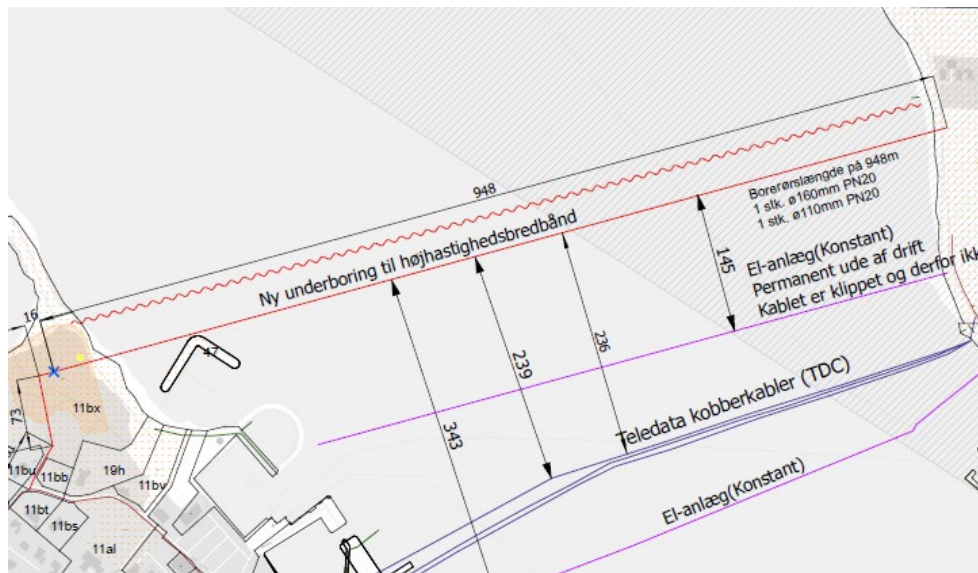 948
Ny underboring til højhastighedsbredbånd
Borerørslængde på 948m
1 stk. ø160mm PN20
1 stk. ø110mm PN20
145
El-anlæg(Konstant)
Permanent ude af drift
Kablet er klippet og derfor ikk
16
47
236
239
343
Teledata kobberkabler (TDC)
El-anlæg(Konstant)
73
11bx
11bu
11bb
19h
11bv
11bt
11bs
11al